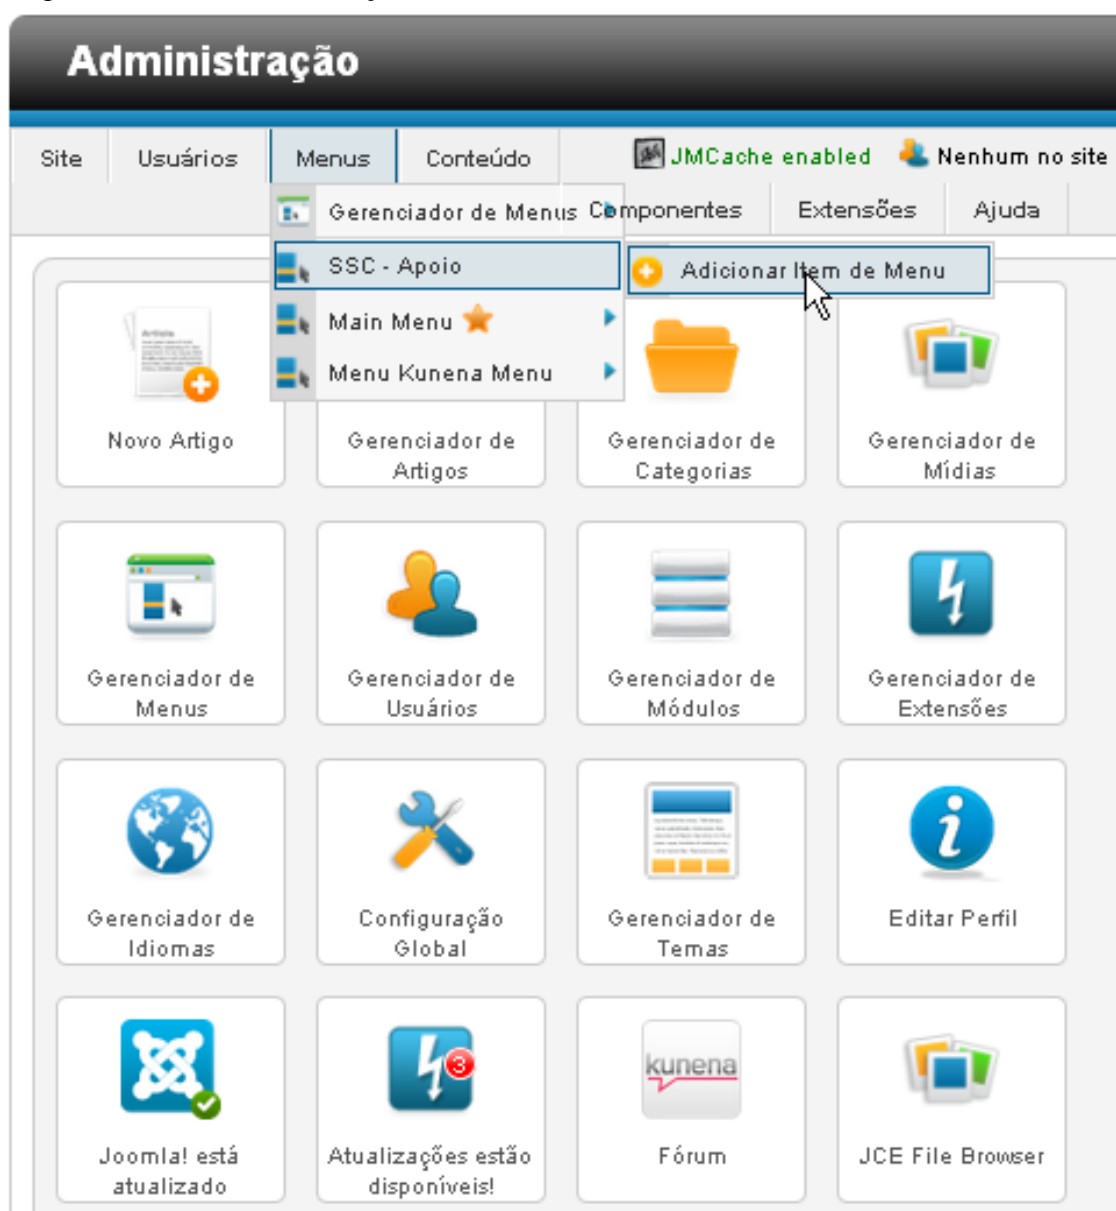 Administração
Site Usuários Menus Conteúdo JMCache enabled Nenhum no site
Gerenciador de Menus Componentes Extensões Ajuda
SSC - Apoio Adicionar Item de Menu
Main Menu
Menu Kunena Menu
Novo Artigo Gerenciador de Gerenciador de Gerenciador de
Artigos Categorias Mídias
Gerenciador de Gerenciador de Gerenciador de Gerenciador de
Menus Usuários Módulos Extensões
Gerenciador de Configuração Gerenciador de Editar Perfil
Idiomas Global Temas
3 kunena
Joomla! está Atualizações estão Fórum JCE File Browser
atualizado disponíveis!